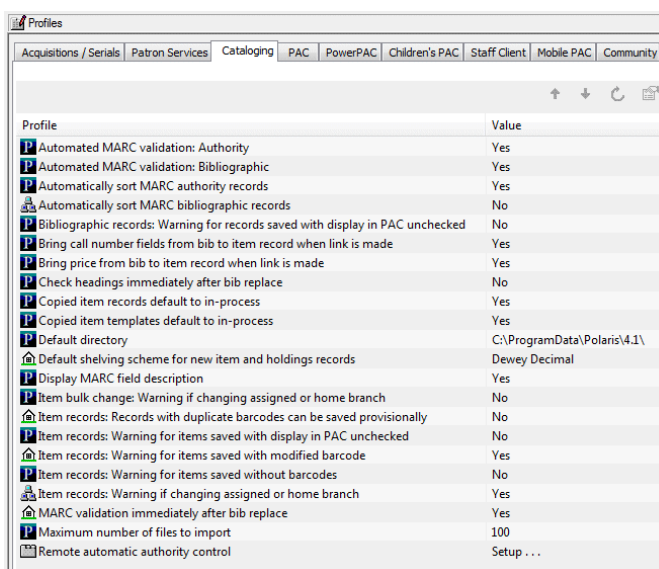 Profiles
Acquisitions / Serials Patron Services Cataloging PAC PowerPAC Children's PAC Staff Client Mobile PAC Community
Profile Value
Automated MARC validation: Authority Yes
Automated MARC validation: Bibliographic Yes
Automatically sort MARC authority records Yes
Automatically sort MARC bibliographic records No
Bibliographic records: Warning for records saved with display in PAC unchecked No
Bring call number fields from bib to item record when link is made Yes
Bring price from bib to item record when link is made Yes
Check headings immediately after bib replace No
Copied item records default to in-process Yes
Copied item templates default to in-process Yes
Default directory C:\ProgramData\Polaris\4.1\
Default shelving scheme for new item and holdings records Dewey Decimal
Display MARC field description Yes
Item bulk change: Warning if changing assigned or home branch No
Item records: Records with duplicate barcodes can be saved provisionally No
Item records: Warning for items saved with display in PAC unchecked No
Item records: Warning for items saved with modified barcode Yes
Item records: Warning for items saved without barcodes No
Item records: Warning if changing assigned or home branch Yes
MARC validation immediately after bib replace Yes
Maximum number of files to import 100
Remote automatic authority control Setup . . .